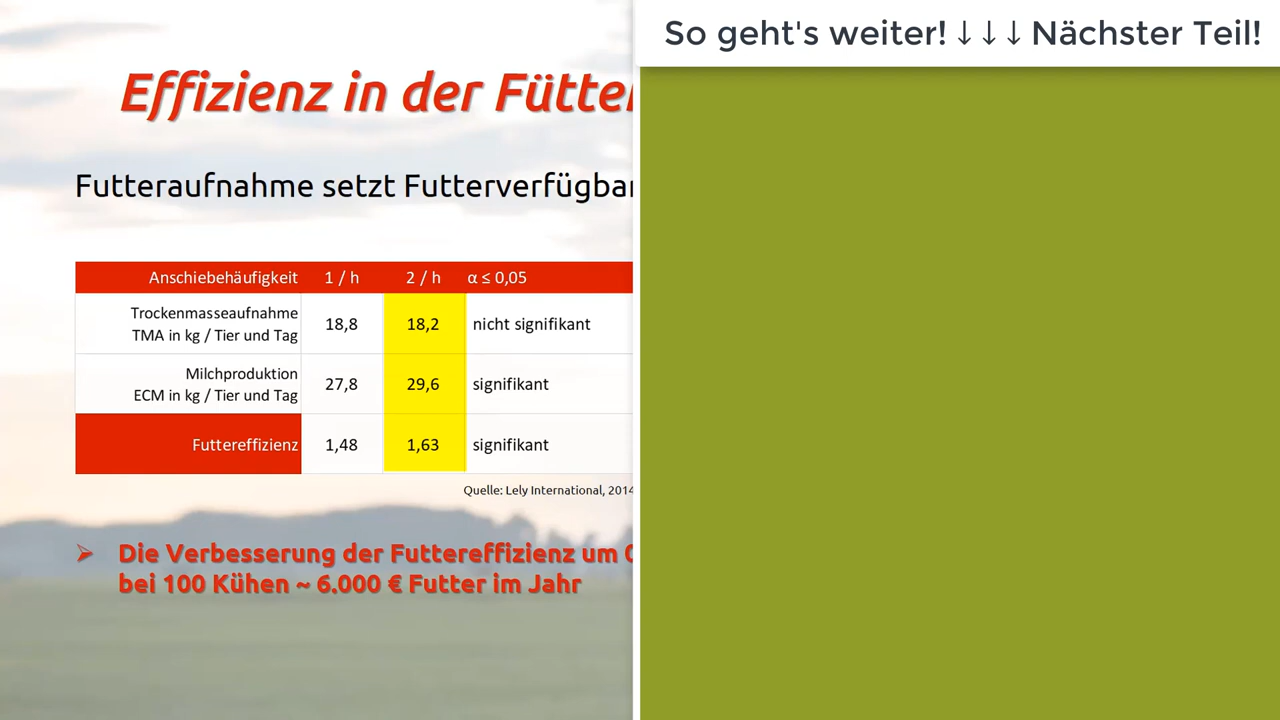 So geht's weiter! ↓ ↓ ↓ Nächster Teil!
Effizienz in der
Futteraufnahme setzt
Anschiebehäufigkeit 1 / h 2 / h α ≤ 0,05
Trockenmasseaufnahme
TMA in kg / Tier und Tag 18,8 18,2 nicht signifikant
Milchproduktion
ECM in kg / Tier und Tag 27,8 29,6 signifikant
Futtereffizienz 1,48 1,63 signifikant
Quelle: Lely International, 2014
➢ Die Verbesserung der Futtereffizienz um
bei 100 Kühen ~ 6.000 € Futter im Jahr